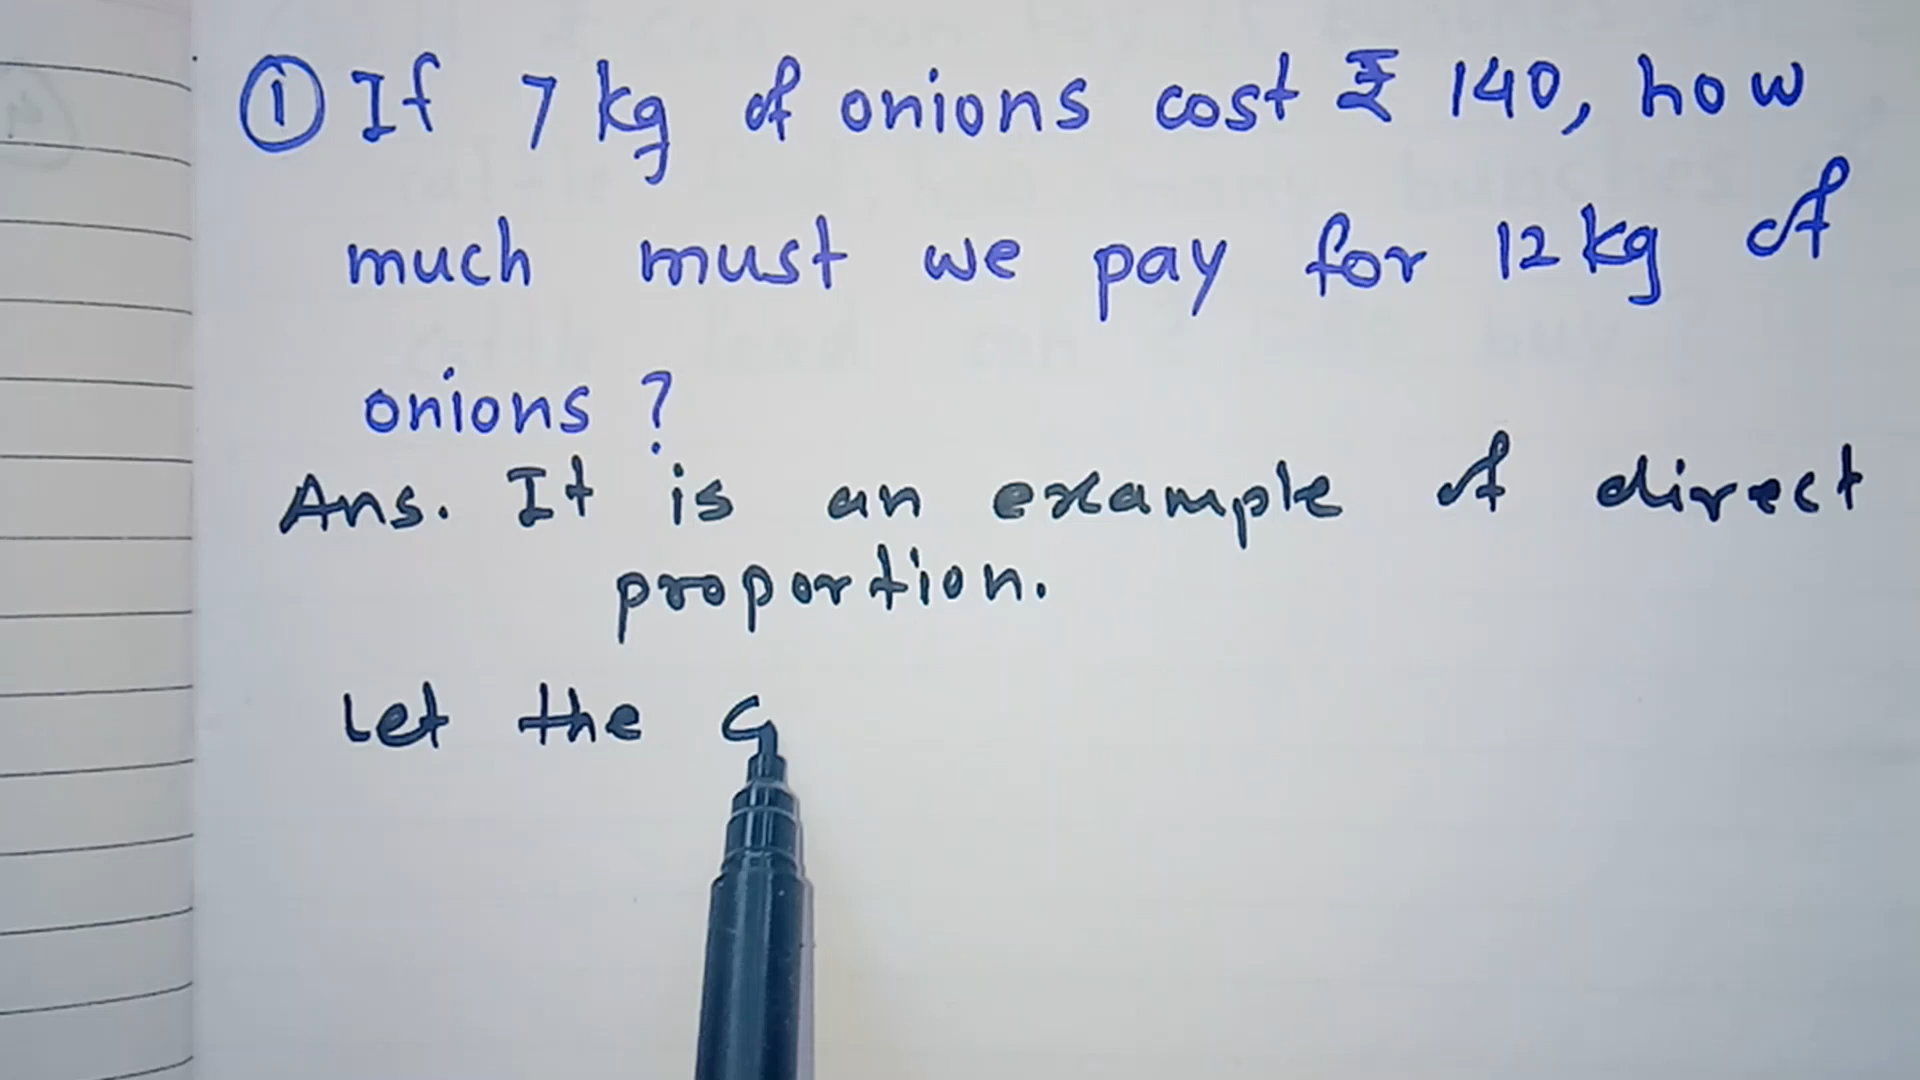 ① If 7 kg of onions cost ₹ 140, how
much must we pay for 12 kg of
onions ?
Ans. It is an example of direct
proportion.
Let the